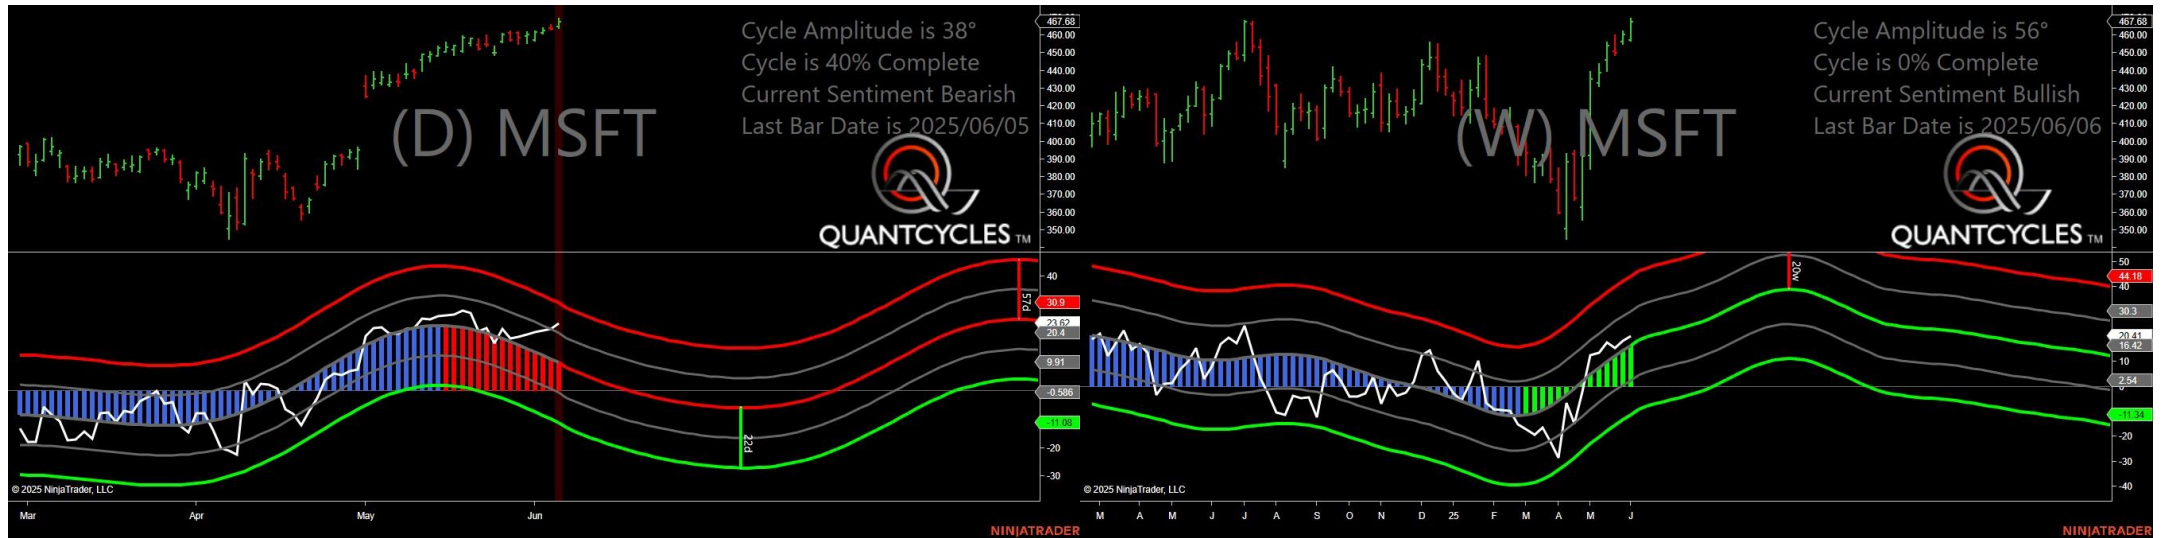 Cycle Amplitude is 38°
Cycle is 40% Complete
Current Sentiment Bearish
Last Bar Date is 2025/06/05
(D) MSFT
QUANTCYCLES TM
467.68
460.00
450.00
440.00
430.00
420.00
410.00
400.00
390.00
380.00
370.00
360.00
350.00
40
30.9
23.62
20.4
9.91
-0.586
-11.08
-20
-30
57d
22d
© 2025 NinjaTrader, LLC
Mar Apr May Jun
NINJATRADER
Cycle Amplitude is 56°
Cycle is 0% Complete
Current Sentiment Bullish
Last Bar Date is 2025/06/06
(W) MSFT
QUANTCYCLES TM
467.68
460.00
450.00
440.00
430.00
420.00
410.00
400.00
390.00
380.00
370.00
360.00
350.00
50
44.18
40
30.3
20.41
16.42
10
2.54
-11.34
-20
-30
-40
20w
© 2025 NinjaTrader, LLC
M A M J J A S O N D 25 F M A M J
NINJATRADER